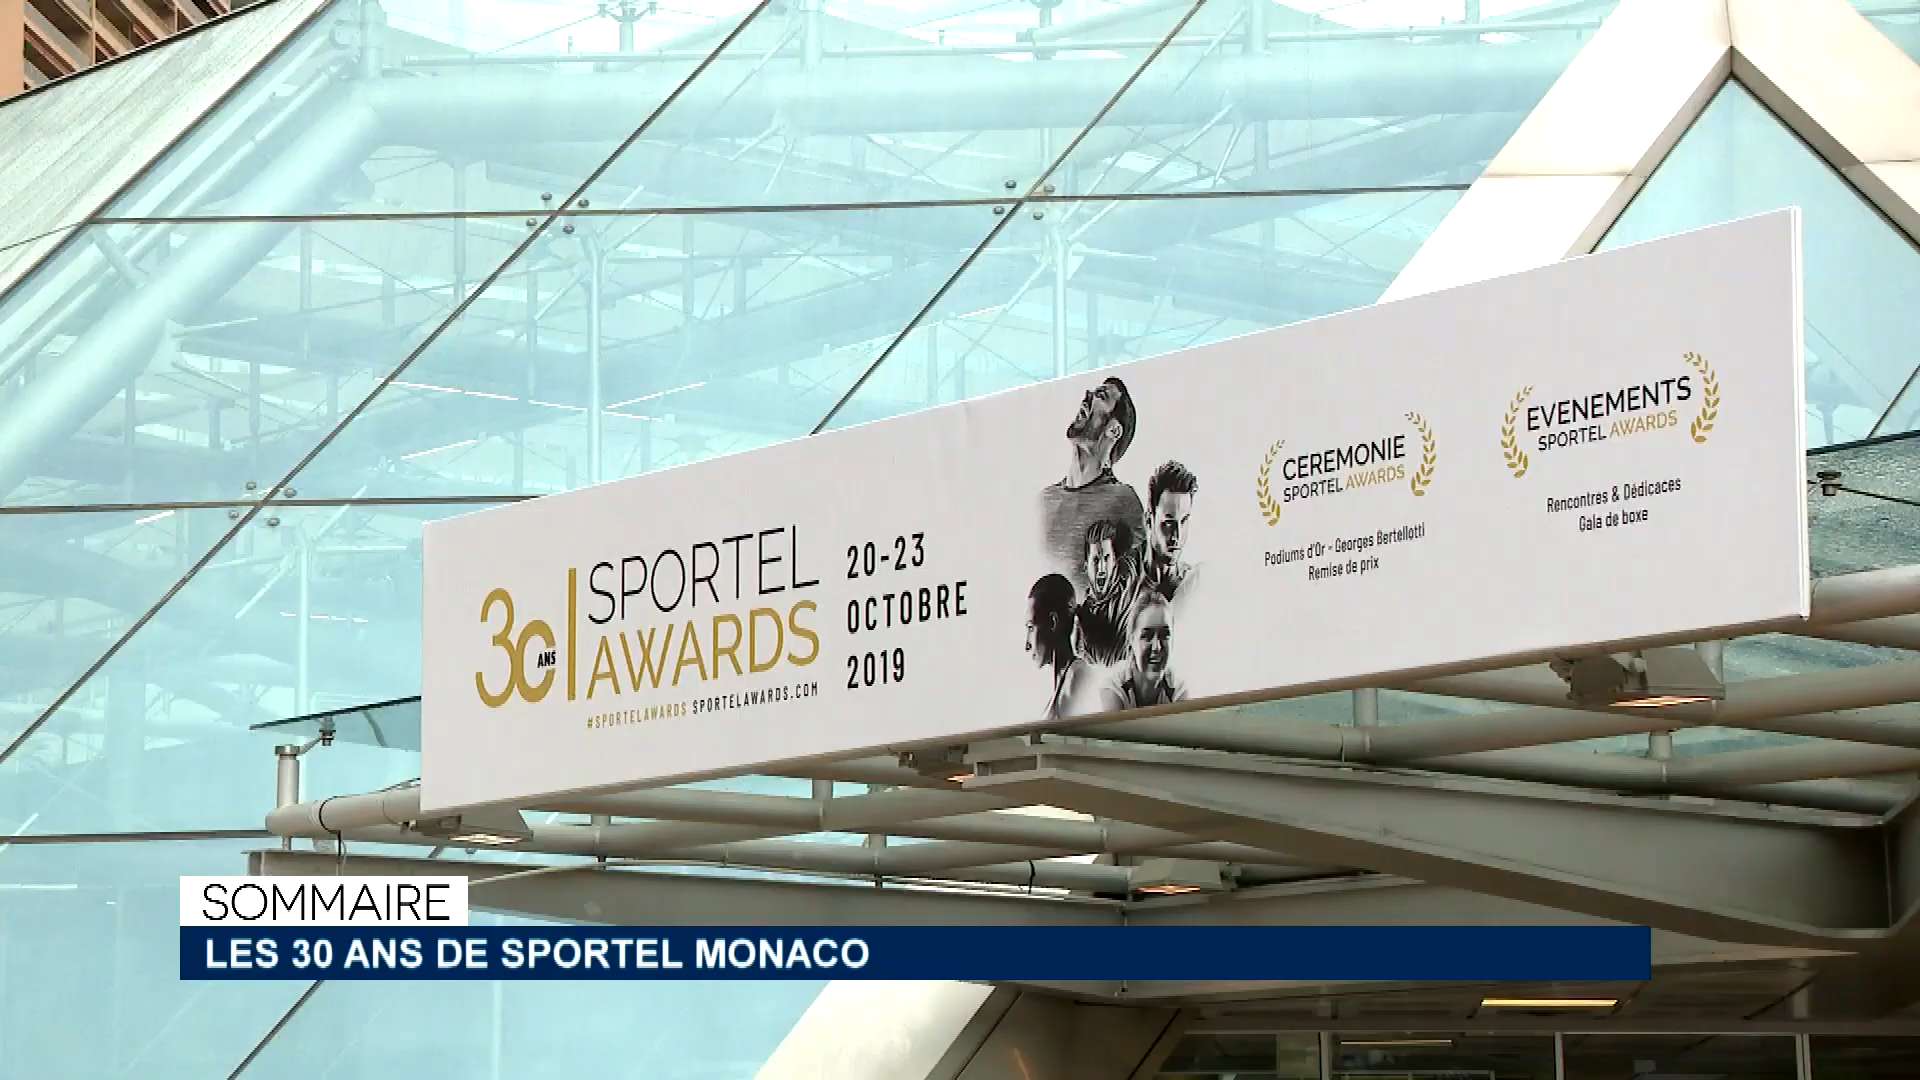 30 ANS
SPORTEL
AWARDS
#SPORTELAWARDS SPORTELAWARDS.COM
20-23
OCTOBRE
2019
CEREMONIE
SPORTEL AWARDS
Podiums d'Or - Georges Bertellotti
Remise de prix
EVENEMENTS
SPORTEL AWARDS
Rencontres & Dédicaces
Gala de boxe
SOMMAIRE
LES 30 ANS DE SPORTEL MONACO